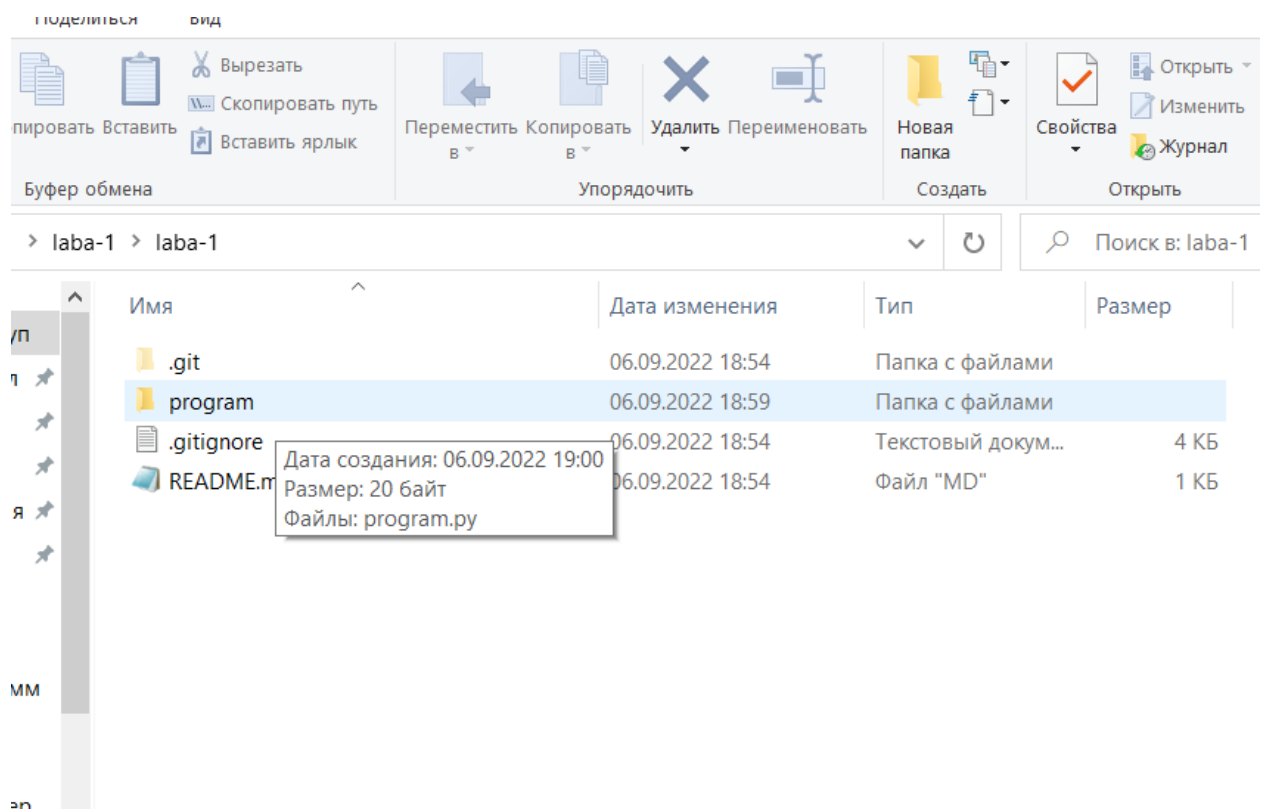 Поделиться Вид
Вырезать
Скопировать путь
Вставить ярлык
пировать Вставить
Буфер обмена
Переместить в Копировать в Удалить Переименовать
Упорядочить
Новая папка
Создать
Свойства
Открыть
Изменить
Журнал
Открыть
> laba-1 > laba-1
Поиск в: laba-1
Имя Дата изменения Тип Размер
.git 06.09.2022 18:54 Папка с файлами
program 06.09.2022 18:59 Папка с файлами
.gitignore 06.09.2022 18:54 Текстовый докум... 4 КБ
README.m 06.09.2022 18:54 Файл "MD" 1 КБ
Дата создания: 06.09.2022 19:00
Размер: 20 байт
Файлы: program.py
уп
л
я
мм
ер